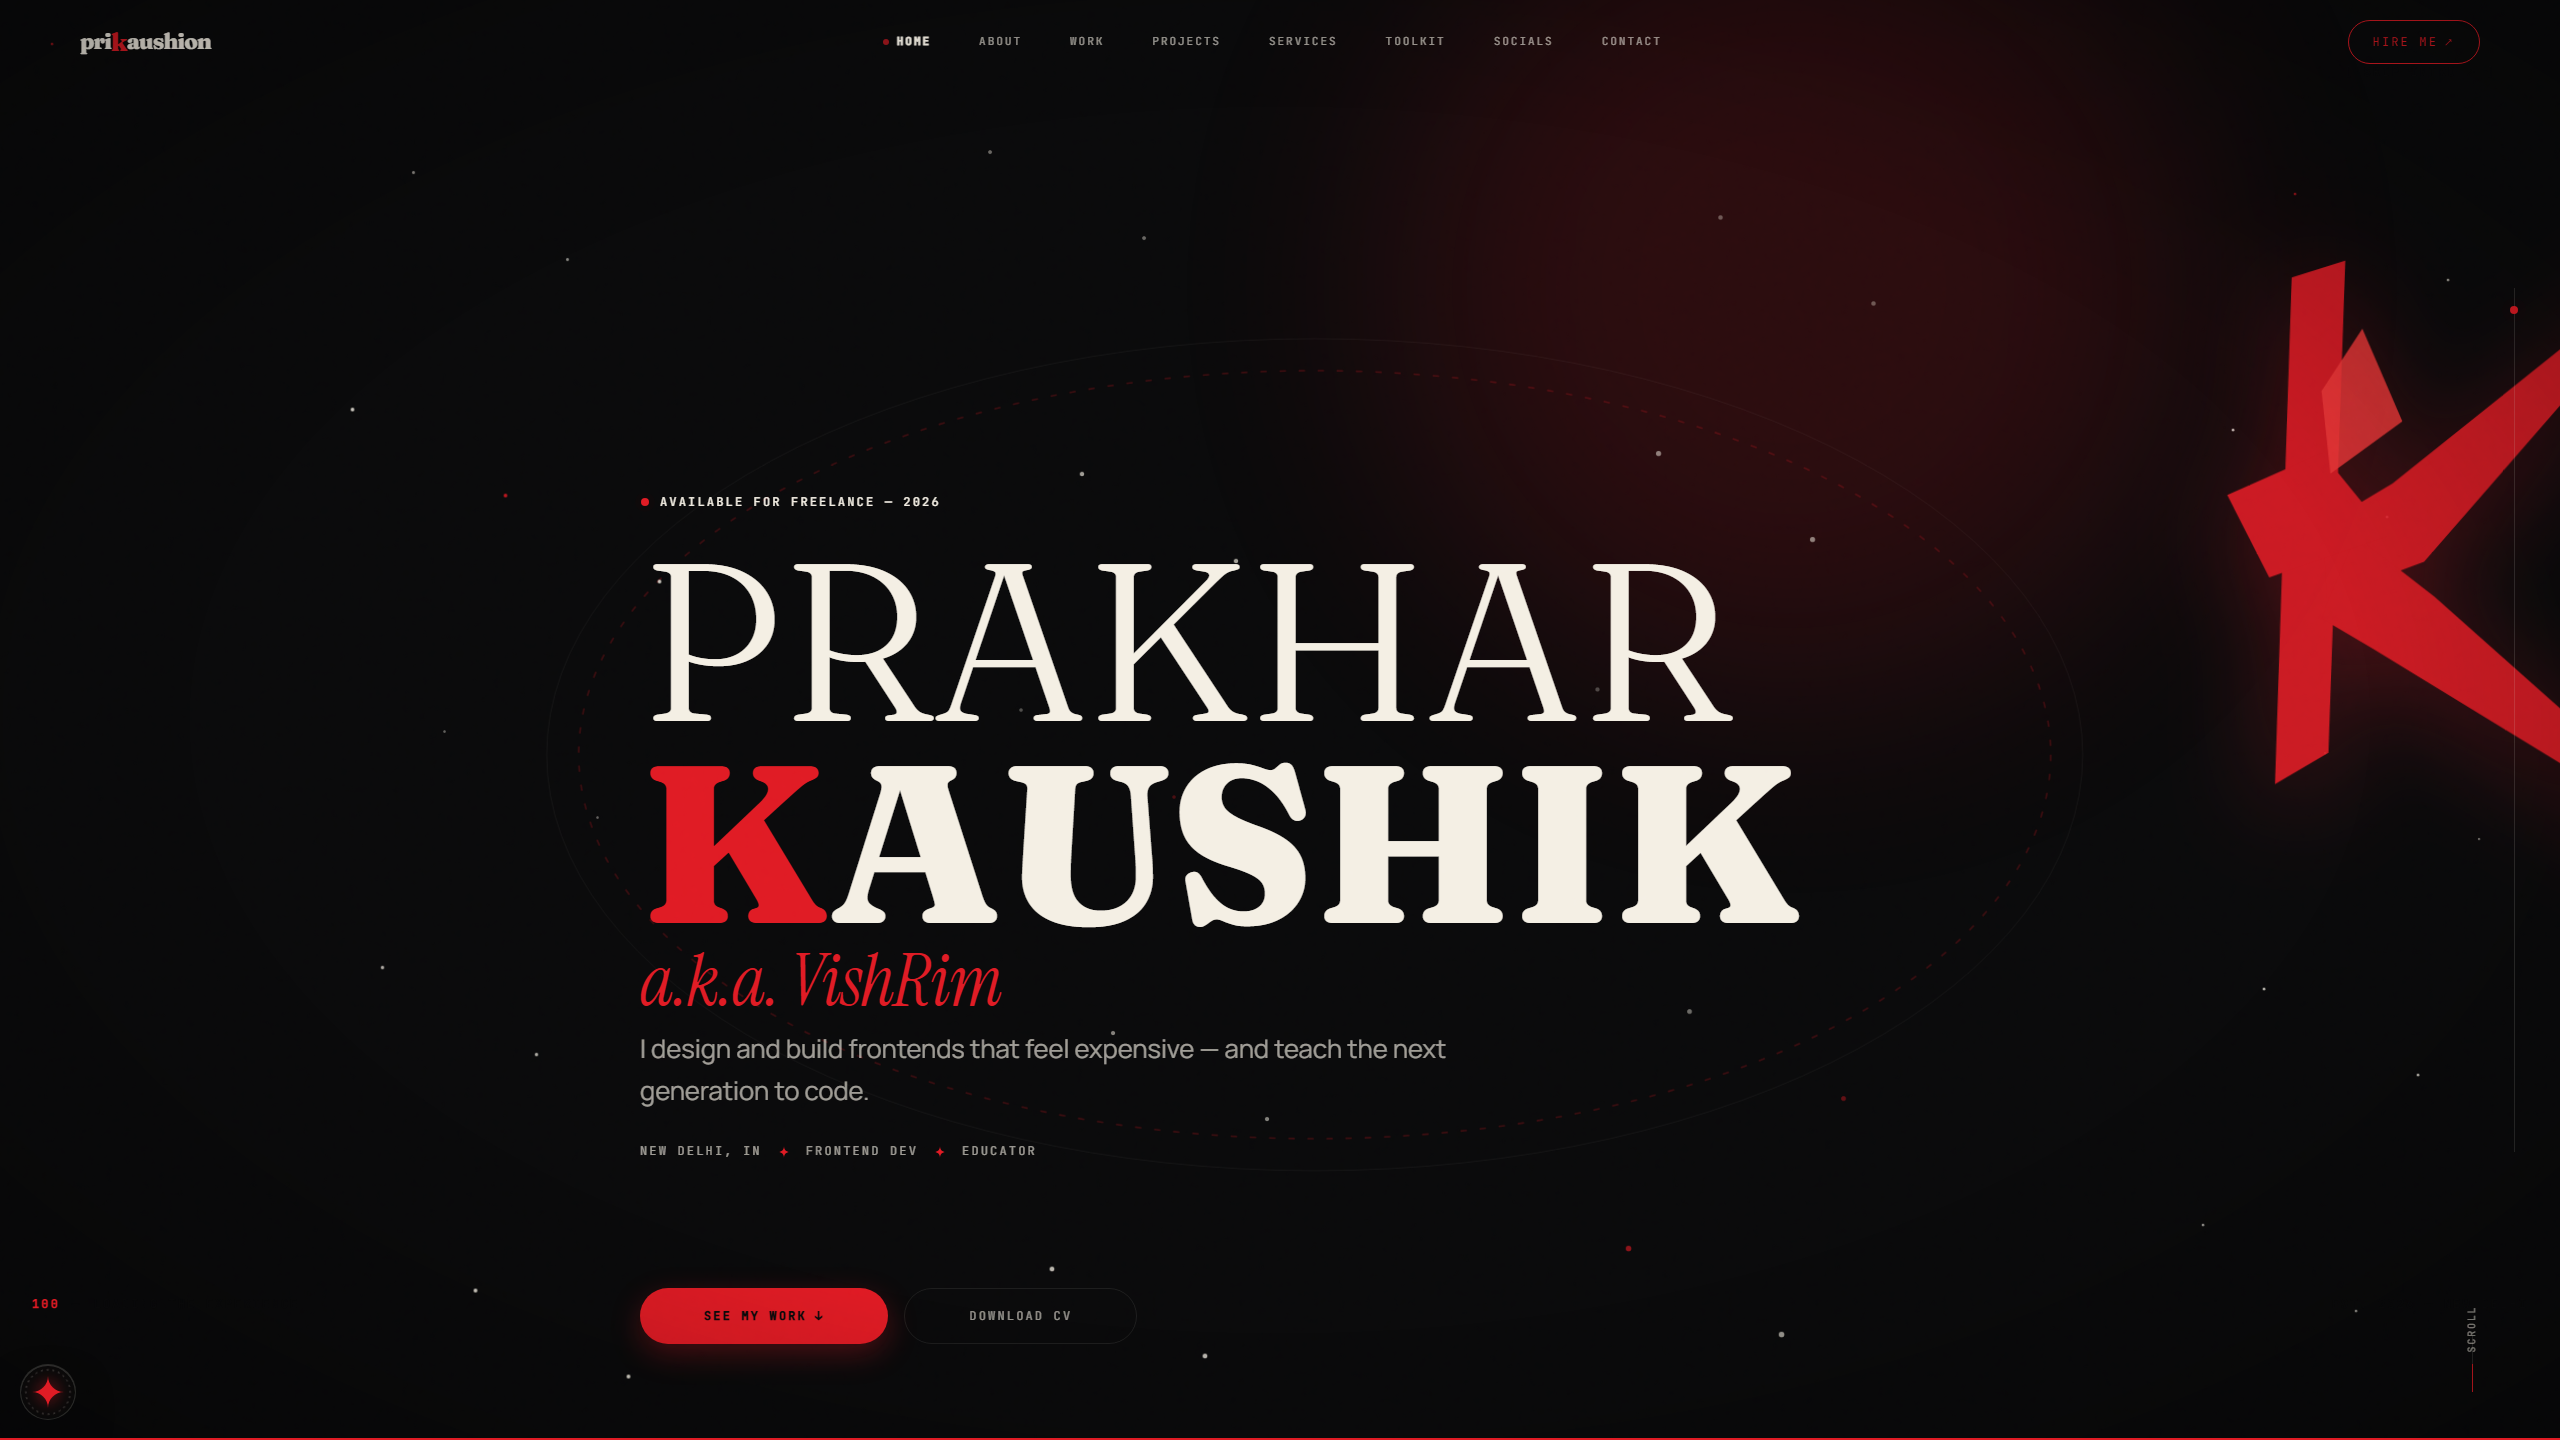 prikaushion
HOME ABOUT WORK PROJECTS SERVICES TOOLKIT SOCIALS CONTACT
HIRE ME ↗
AVAILABLE FOR FREELANCE — 2026
PRAKHAR
KAUSHIK
a.k.a. VishRim
I design and build frontends that feel expensive — and teach the next
generation to code.
NEW DELHI, IN ✦ FRONTEND DEV ✦ EDUCATOR
100
SEE MY WORK ↓
DOWNLOAD CV
SCROLL
K